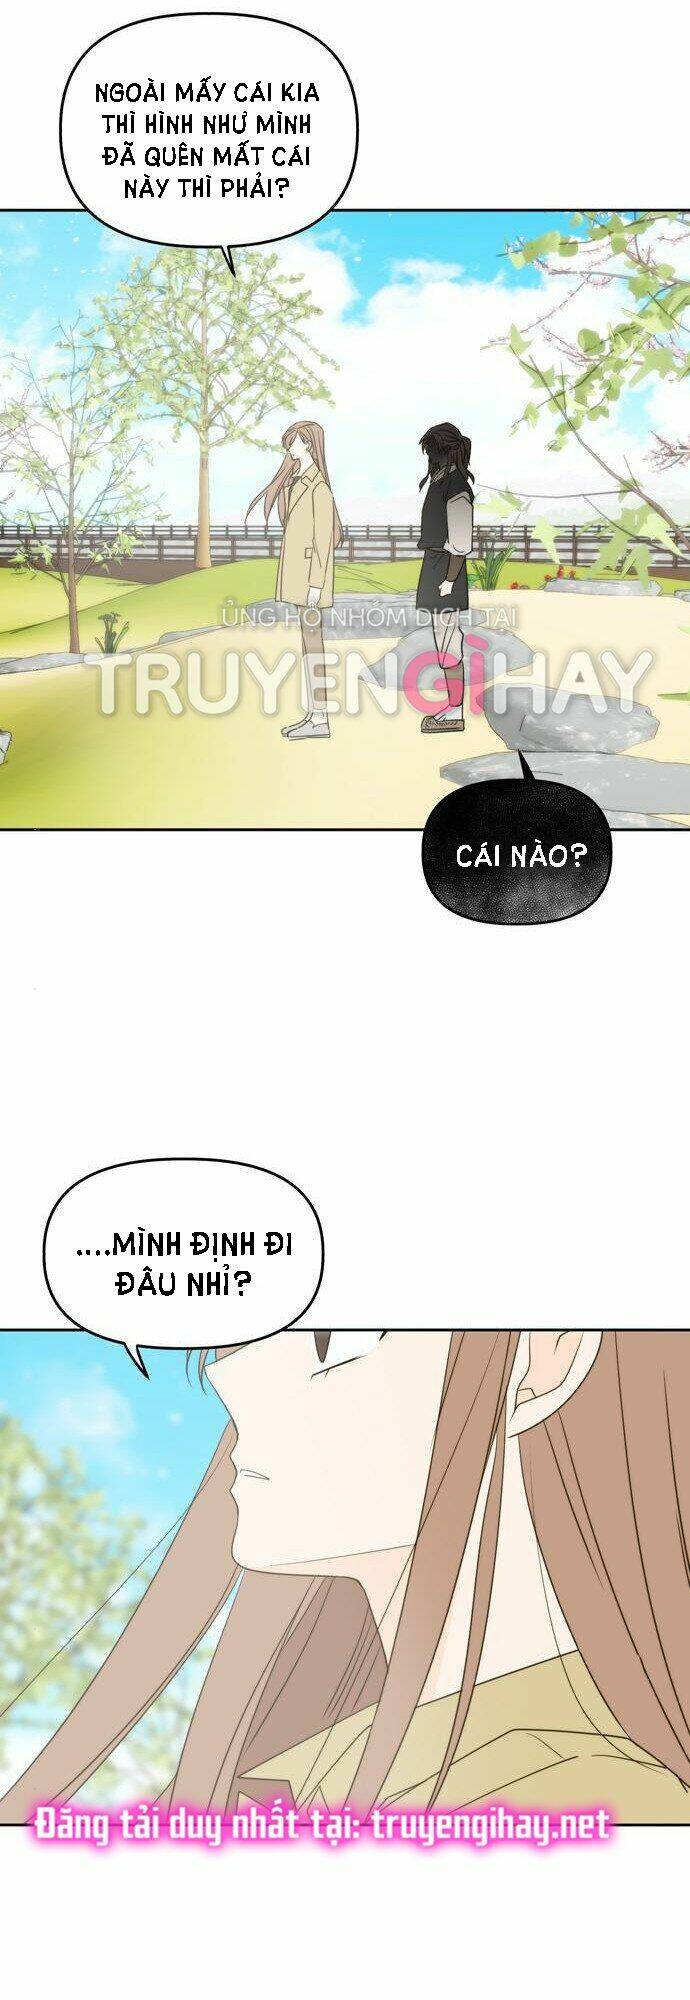 NGOÀI MẤY CÁI KIA
THÌ HÌNH NHƯ MÌNH
ĐÃ QUÊN MẤT CÁI
NÀY THÌ PHẢI?
ỦNG HỘ NHÓM DỊCH TẠI
TRUYENGIHAY
CÁI NÀO?
....MÌNH ĐỊNH ĐI
ĐÂU NHỈ?
Đăng tải duy nhất tại: truyengihay.net